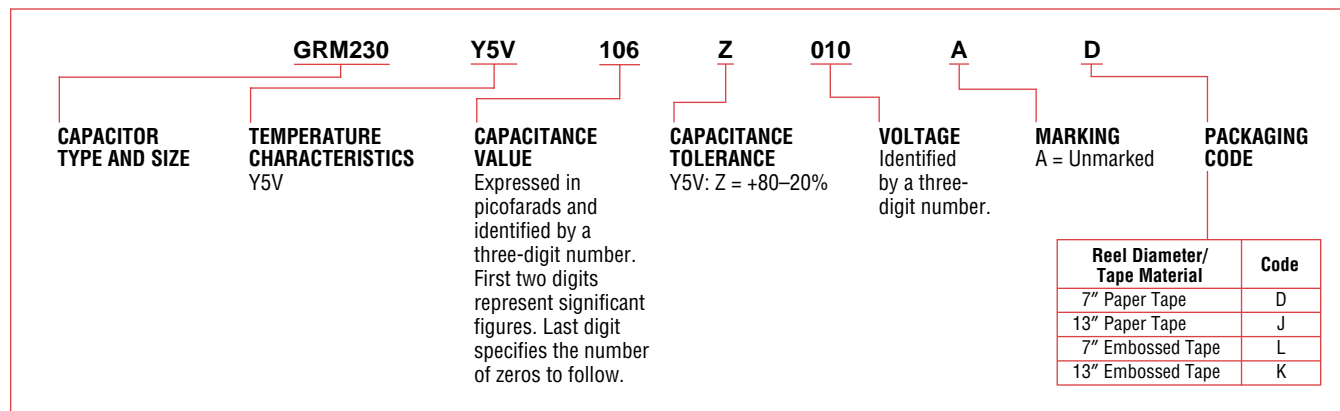 GRM230 Y5V 106 Z 010 A D
CAPACITOR
TYPE AND SIZE
TEMPERATURE
CHARACTERISTICS
Y5V
CAPACITANCE
VALUE
Expressed in
picofarads and
identified by a
three-digit number.
First two digits
represent significant
figures. Last digit
specifies the number
of zeros to follow.
CAPACITANCE
TOLERANCE
Y5V: Z = +80–20%
VOLTAGE
Identified
by a three-
digit number.
MARKING
A = Unmarked
PACKAGING
CODE
Reel Diameter/
Tape Material
Code
7″ Paper Tape D
13″ Paper Tape J
7″ Embossed Tape L
13″ Embossed Tape K